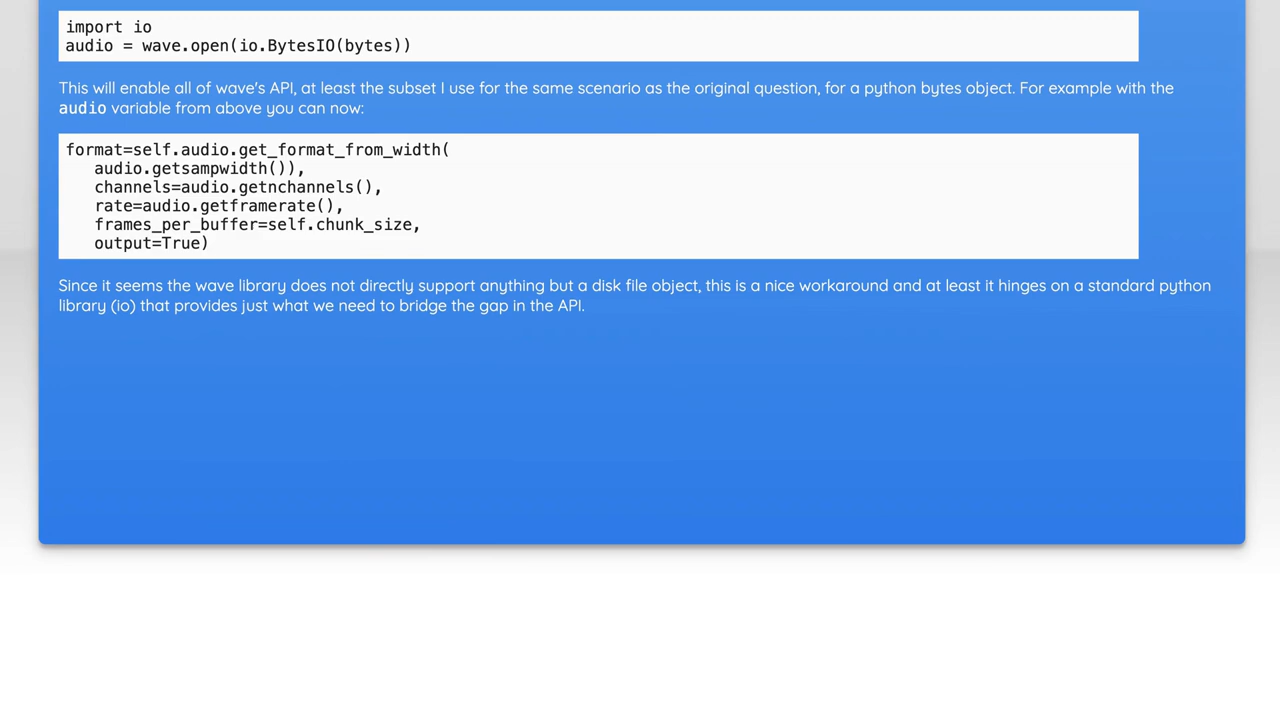 import io
audio = wave.open(io.BytesIO(bytes))
This will enable all of wave's API, at least the subset I use for the same scenario as the original question, for a python bytes object. For example with the
audio variable from above you can now:
format=self.audio.get_format_from_width(
   audio.getsampwidth()),
   channels=audio.getnchannels(),
   rate=audio.getframerate(),
   frames_per_buffer=self.chunk_size,
   output=True)
Since it seems the wave library does not directly support anything but a disk file object, this is a nice workaround and at least it hinges on a standard python
library (io) that provides just what we need to bridge the gap in the API.